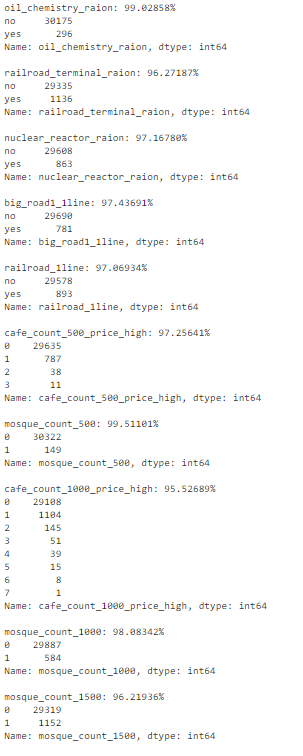 oil_chemistry_raion: 99.02858%
no 30175
yes 296
Name: oil_chemistry_raion, dtype: int64
railroad_terminal_raion: 96.27187%
no 29335
yes 1136
Name: railroad_terminal_raion, dtype: int64
nuclear_reactor_raion: 97.16780%
no 29608
yes 863
Name: nuclear_reactor_raion, dtype: int64
big_road1_1line: 97.43691%
no 29690
yes 781
Name: big_road1_1line, dtype: int64
railroad_1line: 97.06934%
no 29578
yes 893
Name: railroad_1line, dtype: int64
cafe_count_500_price_high: 97.25641%
0 29635
1 787
2 38
3 11
Name: cafe_count_500_price_high, dtype: int64
mosque_count_500: 99.51101%
0 30322
1 149
Name: mosque_count_500, dtype: int64
cafe_count_1000_price_high: 95.52689%
0 29108
1 1104
2 145
3 51
4 39
5 15
6 8
7 1
Name: cafe_count_1000_price_high, dtype: int64
mosque_count_1000: 98.08342%
0 29887
1 584
Name: mosque_count_1000, dtype: int64
mosque_count_1500: 96.21936%
0 29319
1 1152
Name: mosque_count_1500, dtype: int64